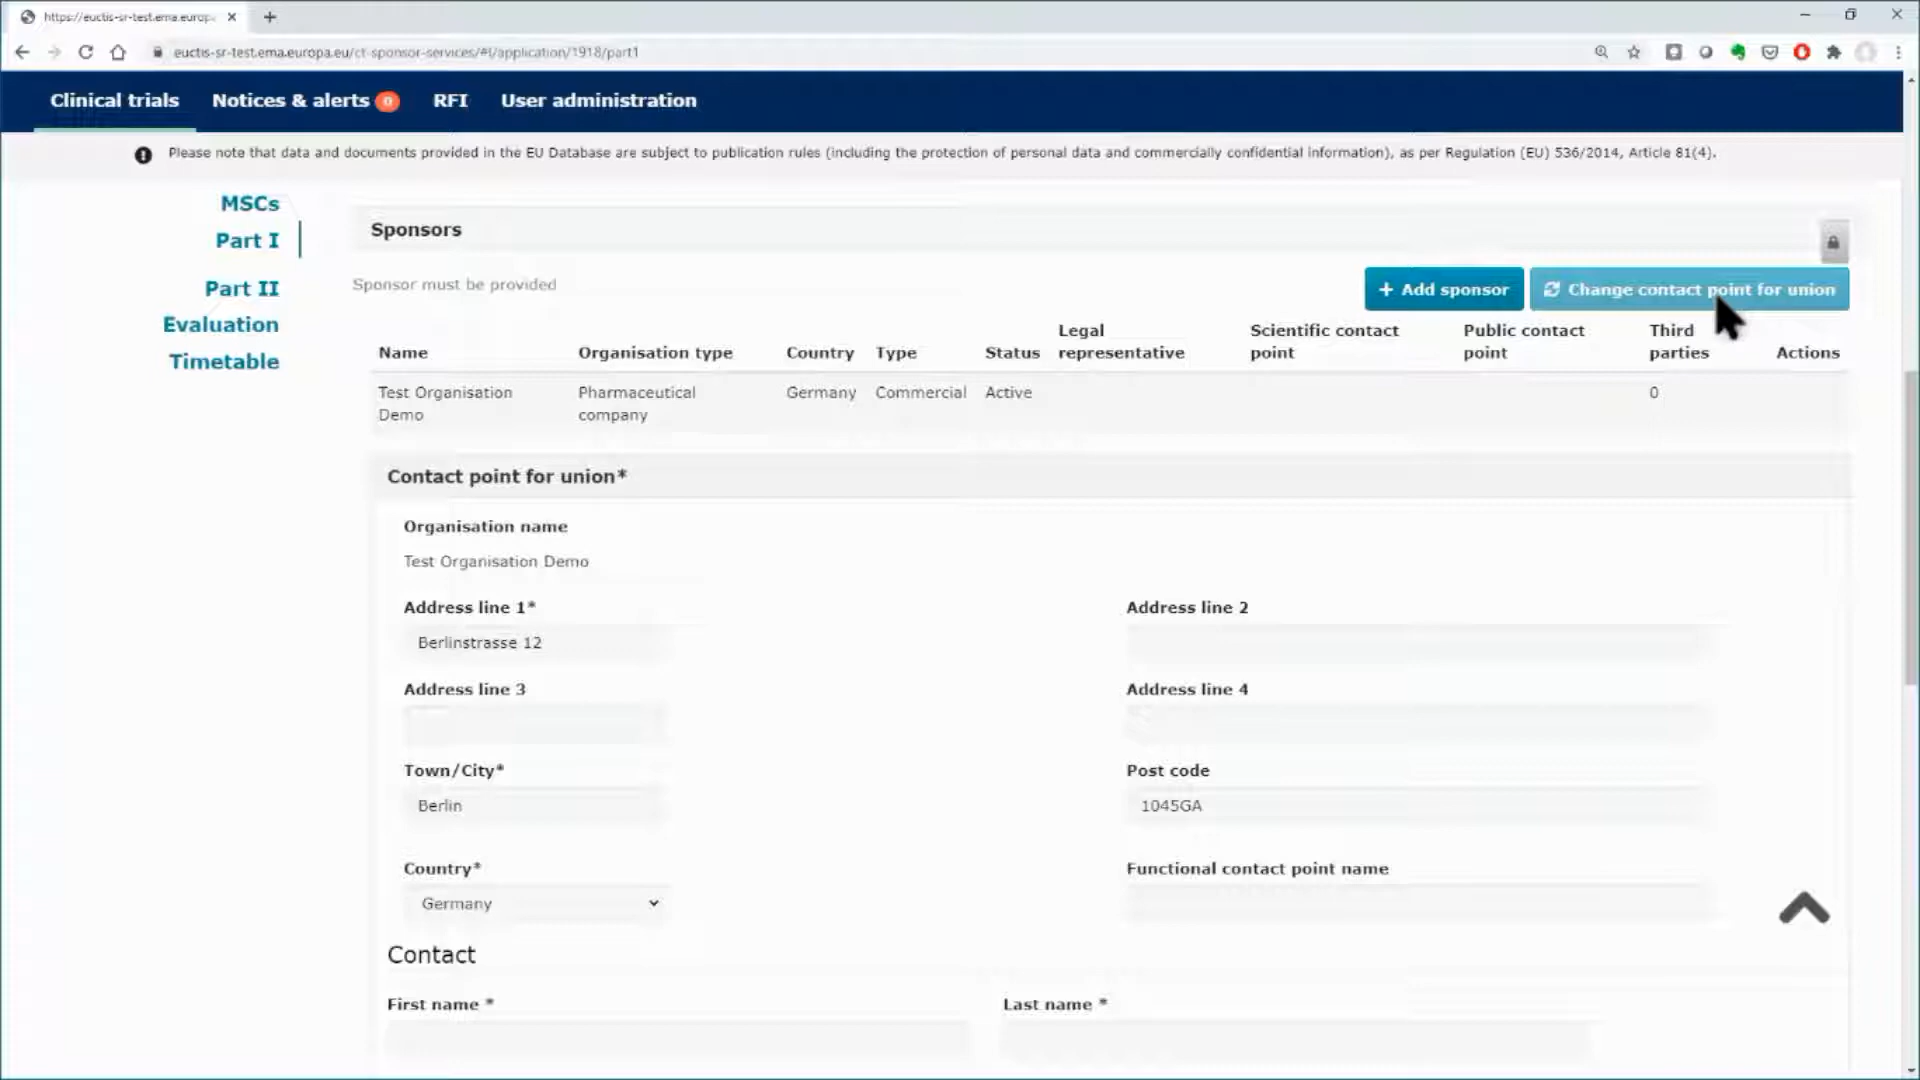 https://euctis-sr-test.ema.europa
euctis-sr-test.ema.europa.eu/ct-sponsor-services/#!/application/1918/part1
Clinical trials Notices & alerts 0 RFI User administration
Please note that data and documents provided in the EU Database are subject to publication rules (including the protection of personal data and commercially confidential information), as per Regulation (EU) 536/2014, Article 81(4).
MSCs
Part I
Part II
Evaluation
Timetable
Sponsors
Sponsor must be provided
+ Add sponsor
Change contact point for union
Name Organisation type Country Type Status Legal representative Scientific contact point Public contact point Third parties Actions
Test Organisation Demo Pharmaceutical company Germany Commercial Active 0
Contact point for union*
Organisation name
Test Organisation Demo
Address line 1* Address line 2
Berlinstrasse 12
Address line 3 Address line 4
Town/City* Post code
Berlin 1045GA
Country* Functional contact point name
Germany
Contact
First name * Last name *